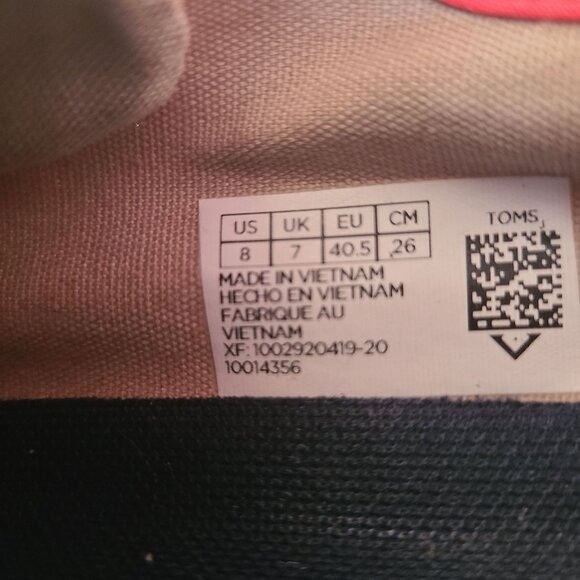 US UK EU CM
8 7 40.5 26
TOMS
MADE IN VIETNAM
HECHO EN VIETNAM
FABRIQUE AU
VIETNAM
XF: 1002920419-20
10014356